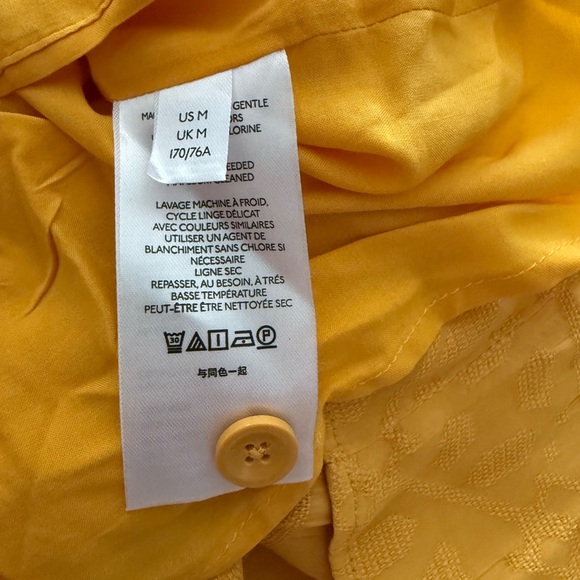 US M
UK M
170/76A
GENTLE
LAVAGE MACHINE À FROID,
CYCLE LINGE DÉLICAT
AVEC COULEURS SIMILAIRES
UTILISER UN AGENT DE
BLANCHIMENT SANS CHLORE SI
NÉCESSAIRE
LIGNE SEC
REPASSER, AU BESOIN, À TRÉS
BASSE TEMPÉRATURE
PEUT-ÊTRE ÊTRE NETTOYÉE SEC
30 P
与同色一起